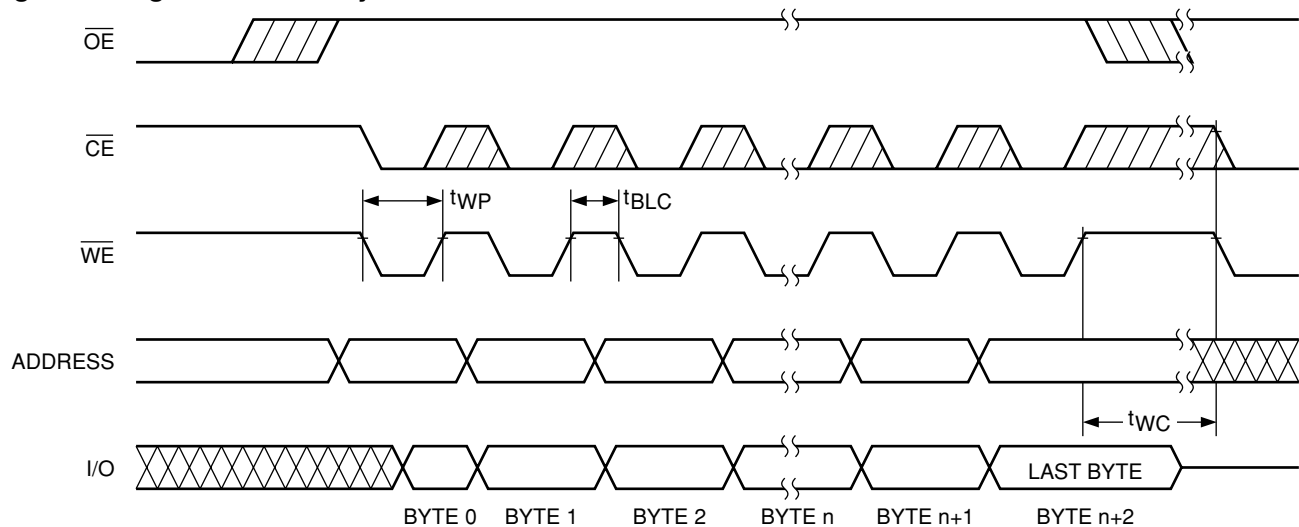 OE
CE
tWP
tBLC
WE
ADDRESS
tWC
I/O
LAST BYTE
BYTE 0 BYTE 1 BYTE 2 BYTE n BYTE n+1 BYTE n+2